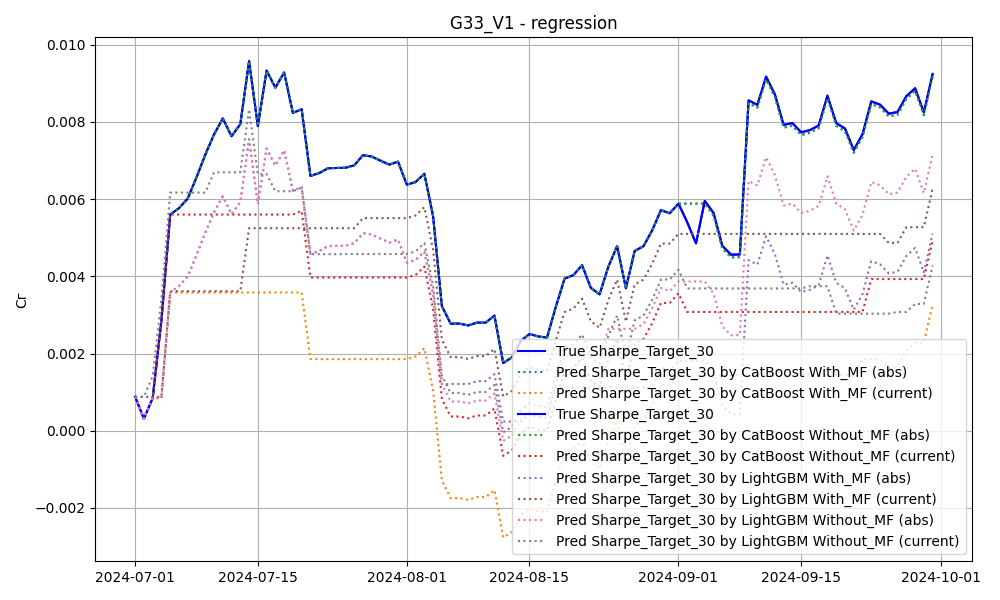 G33_V1 - regression
0.010
0.008
0.006
0.004
0.002
0.000
−0.002
Cr
2024-07-01
2024-07-15
2024-08-01
2024-08-15
2024-09-01
2024-09-15
2024-10-01
True Sharpe_Target_30
Pred Sharpe_Target_30 by CatBoost With_MF (abs)
Pred Sharpe_Target_30 by CatBoost With_MF (current)
True Sharpe_Target_30
Pred Sharpe_Target_30 by CatBoost Without_MF (abs)
Pred Sharpe_Target_30 by CatBoost Without_MF (current)
Pred Sharpe_Target_30 by LightGBM With_MF (abs)
Pred Sharpe_Target_30 by LightGBM With_MF (current)
Pred Sharpe_Target_30 by LightGBM Without_MF (abs)
Pred Sharpe_Target_30 by LightGBM Without_MF (current)